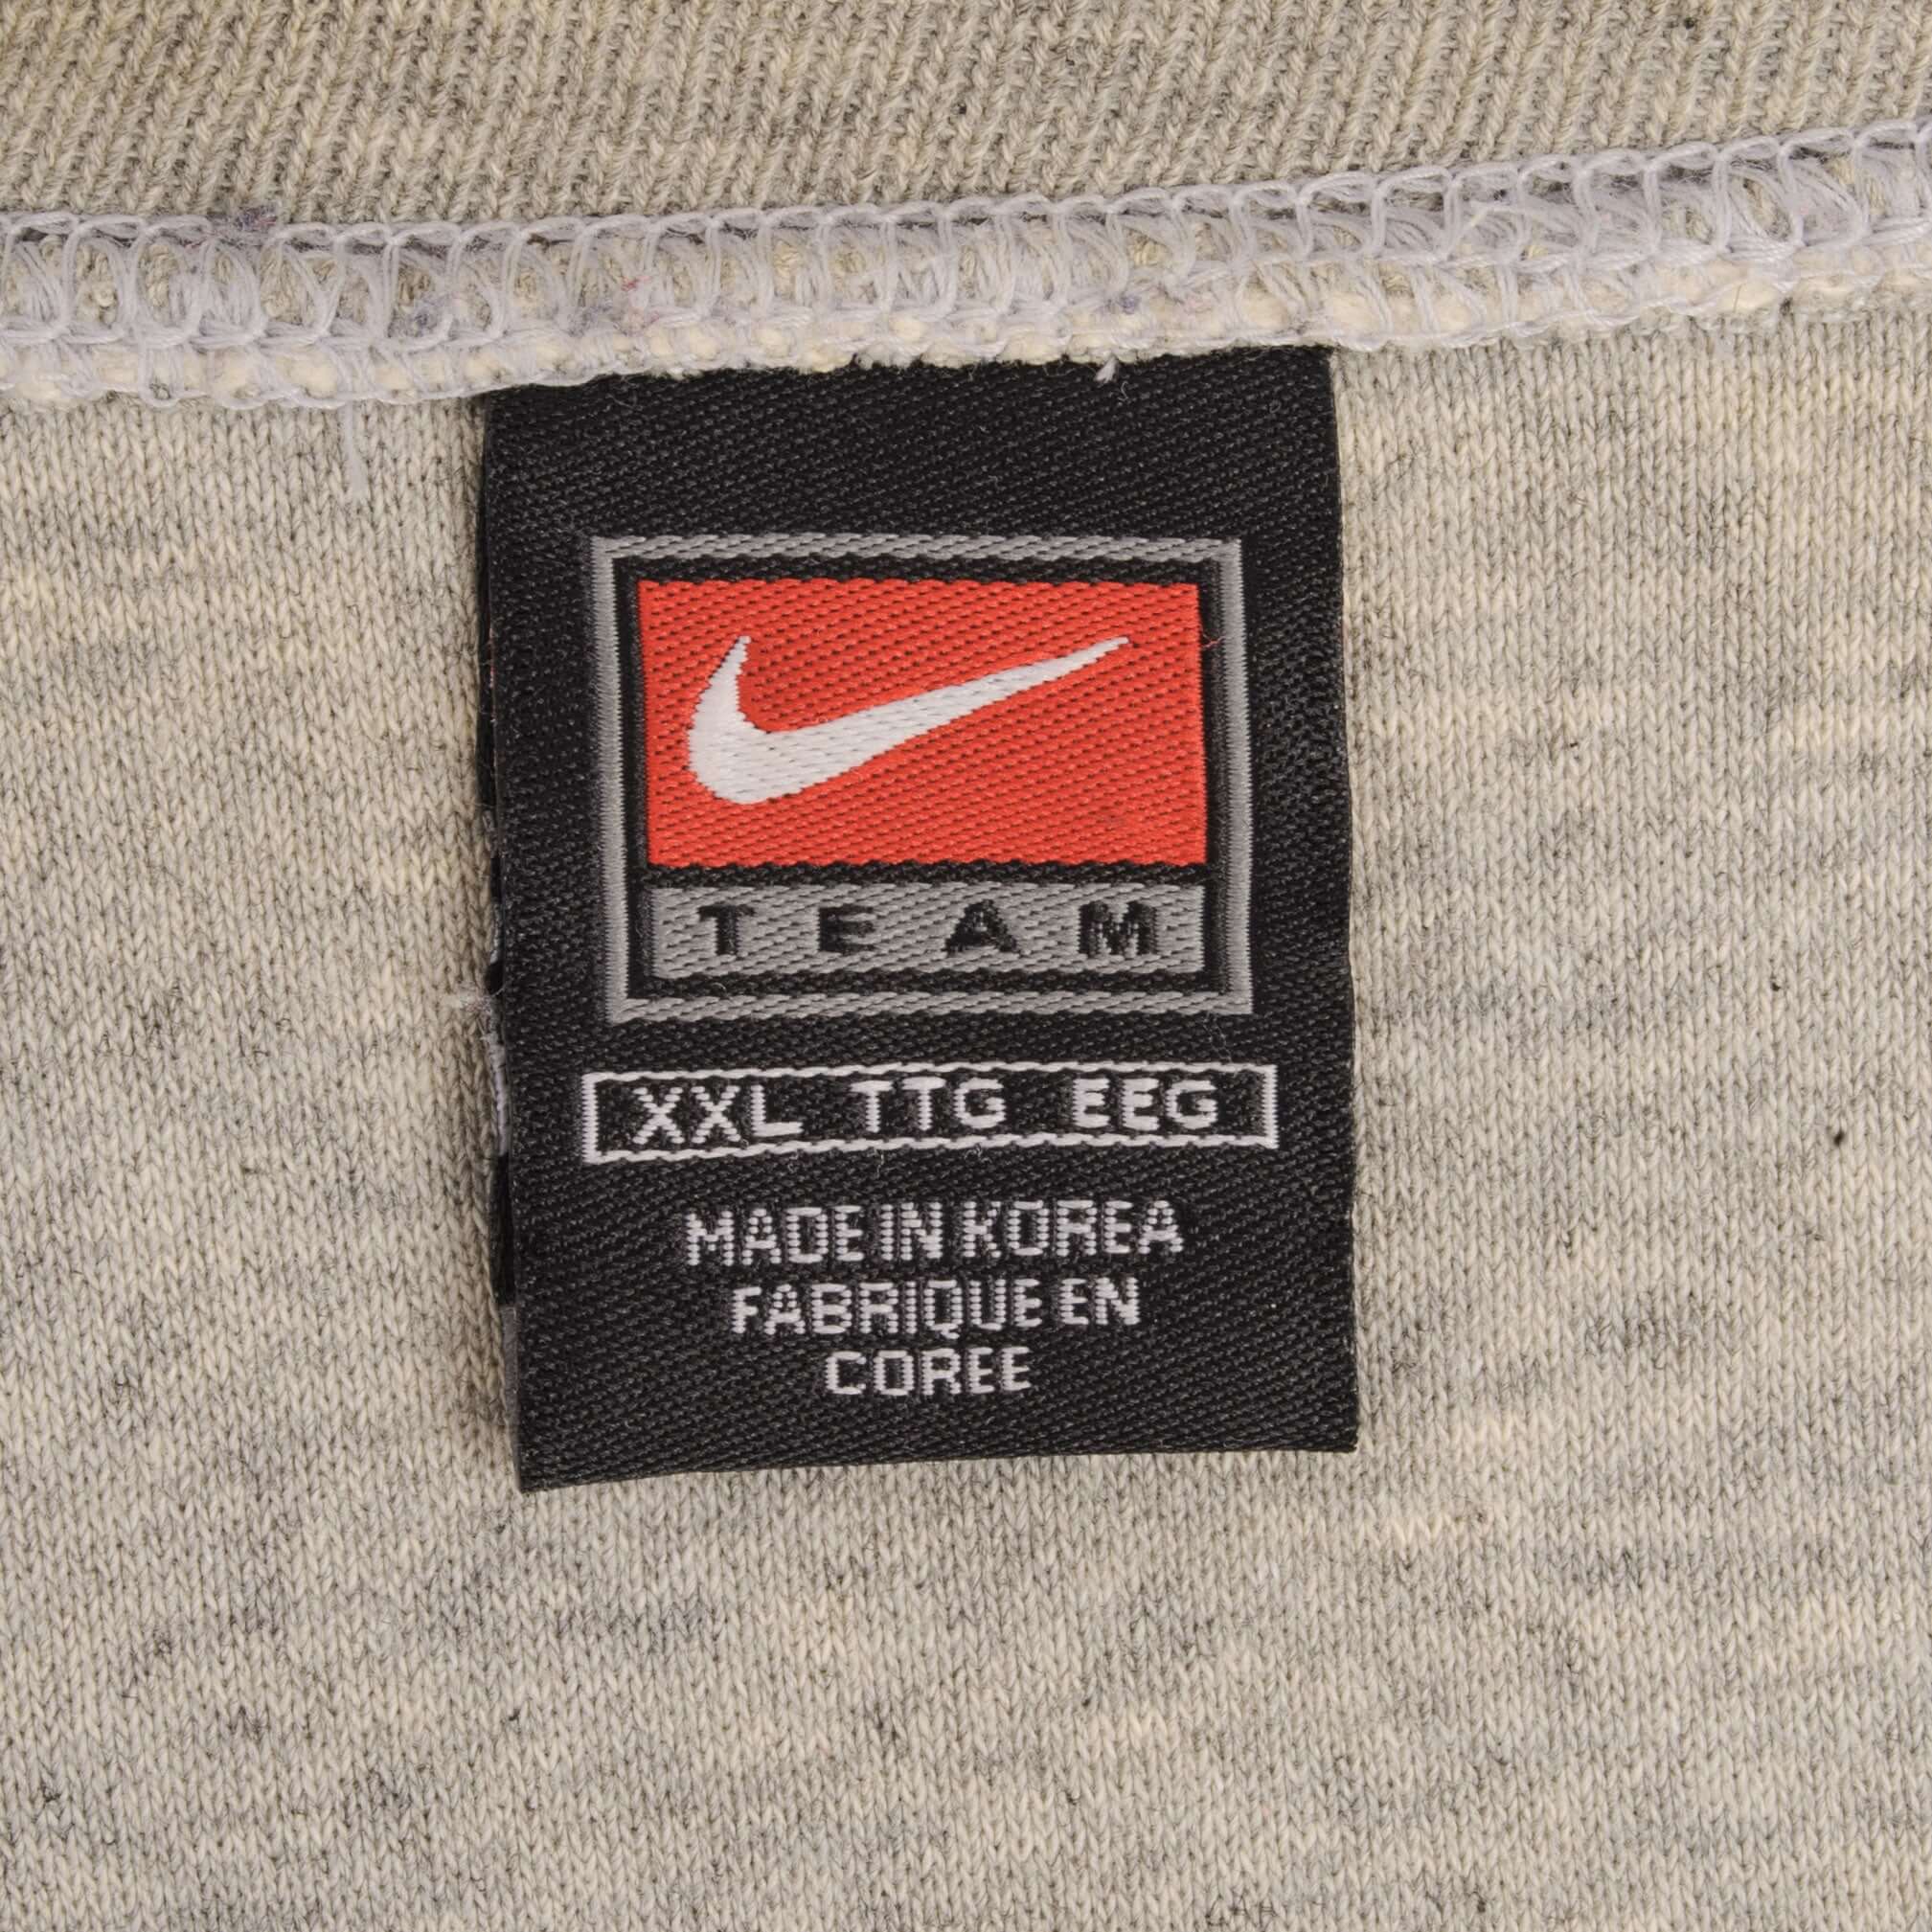 TEAM
XXL TTG EEG
MADE IN KOREA
FABRIQUE EN
COREE